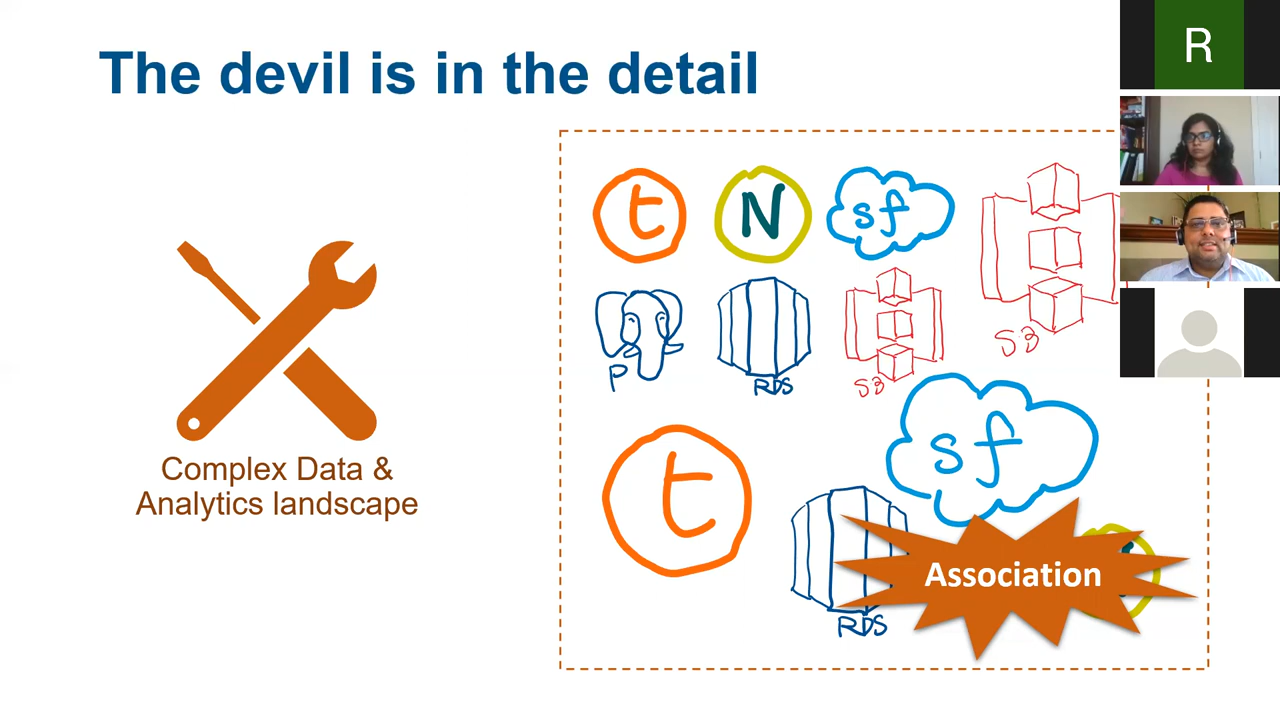 The devil is in the detail
R
t
N
sf
S3
P
RDS
S3
Complex Data &
Analytics landscape
t
sf
RDS
Association